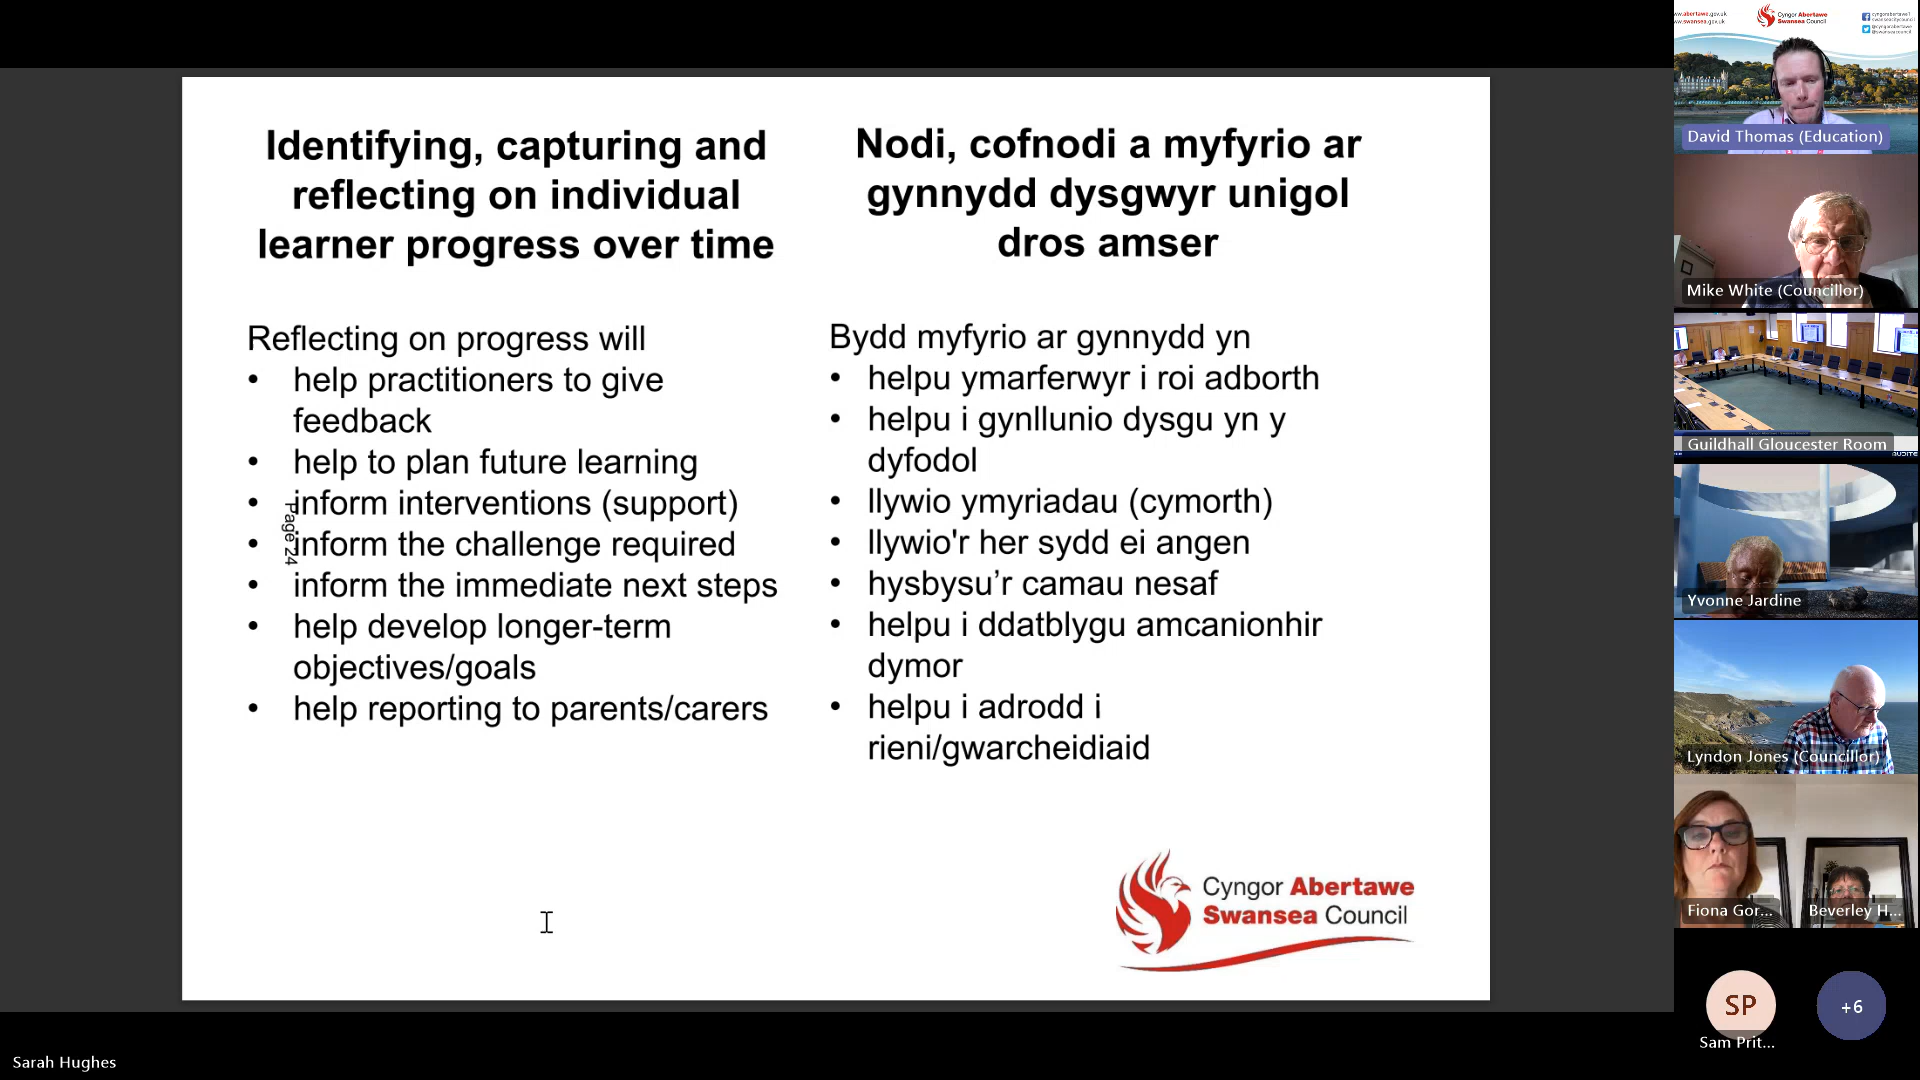 Identifying, capturing and
reflecting on individual
learner progress over time
Reflecting on progress will
• help practitioners to give
feedback
• help to plan future learning
• inform interventions (support)
• inform the challenge required
• inform the immediate next steps
• help develop longer-term
objectives/goals
• help reporting to parents/carers
Page 24
Nodi, cofnodi a myfyrio ar
gynnydd dysgwyr unigol
dros amser
Bydd myfyrio ar gynnydd yn
• helpu ymarferwyr i roi adborth
• helpu i gynllunio dysgu yn y
dyfodol
• llywio ymyriadau (cymorth)
• llywio'r her sydd ei angen
• hysbysu’r camau nesaf
• helpu i ddatblygu amcanionhir
dymor
• helpu i adrodd i
rieni/gwarcheidiaid
Cyngor Abertawe
Swansea Council
Sarah Hughes
Cyngor Abertawe
Swansea Council
David Thomas (Education)
Mike White (Councillor)
Guildhall Gloucester Room
Yvonne Jardine
Lyndon Jones (Councillor)
Fiona Gor...
Beverley H...
SP
Sam Prit...
+6